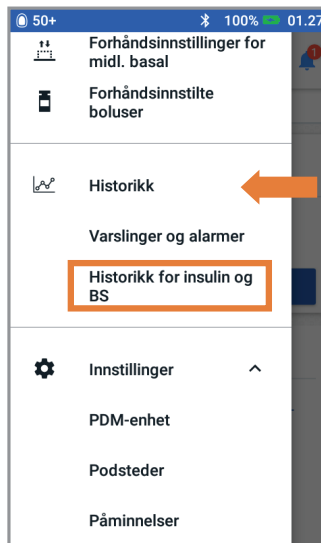 50+ 100% 01.27
Forhåndsinnstillinger for
midl. basal
1
Forhåndsinnstilte
boluser
Historikk
Varslinger og alarmer
Historikk for insulin og
BS
Innstillinger
PDM-enhet
Podsteder
Påminnelser